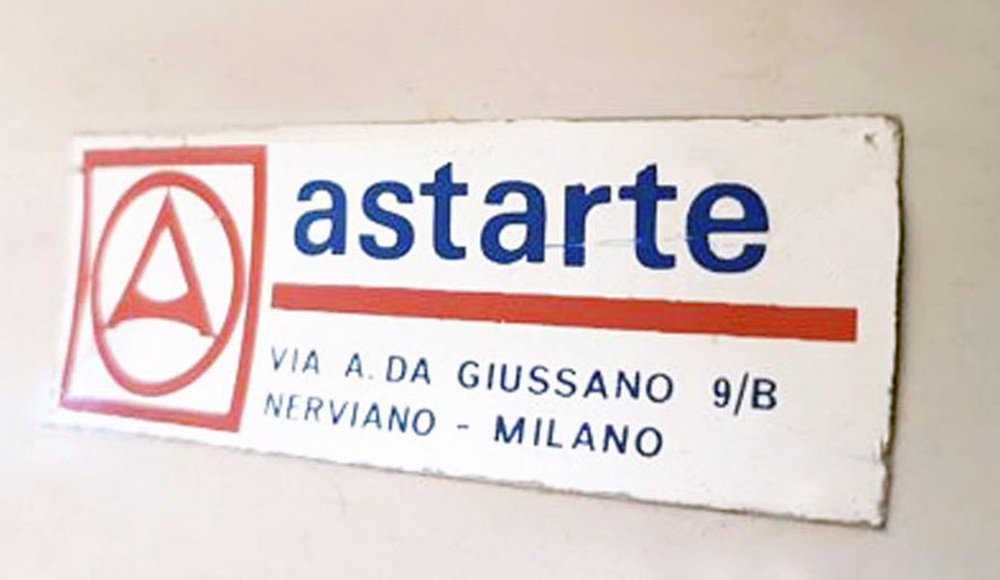 A
astarte
VIA A. DA GIUSSANO 9/B
NERVIANO - MILANO